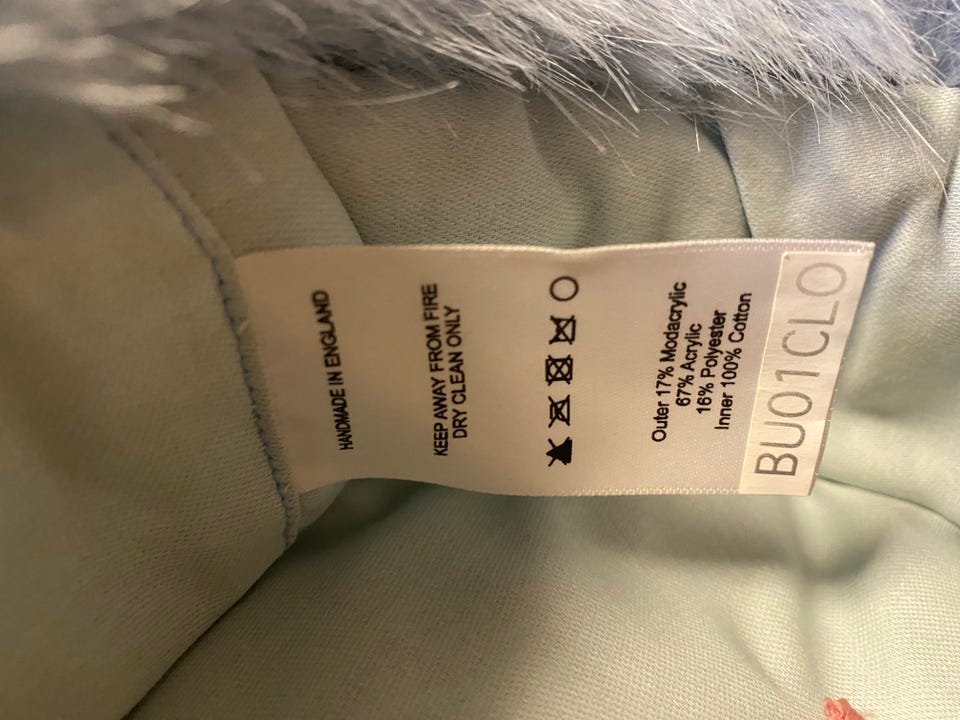 HANDMADE IN ENGLAND
KEEP AWAY FROM FIRE
DRY CLEAN ONLY
Outer 17% Modacrylic
67% Acrylic
16% Polyester
Inner 100% Cotton
BU01CLO